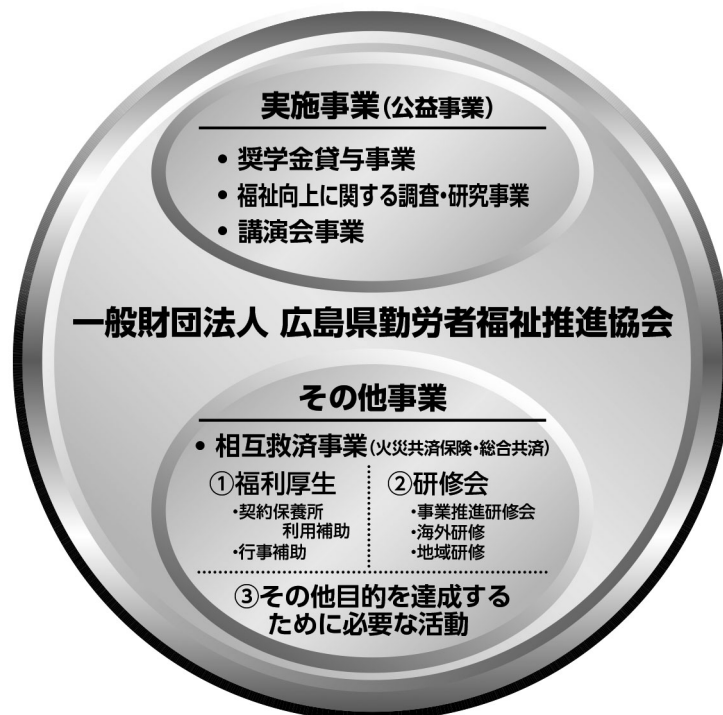 実施事業(公益事業)
• 奨学金貸与事業
• 福祉向上に関する調査・研究事業
• 講演会事業
一般財団法人 広島県勤労者福祉推進協会
その他事業
• 相互救済事業(火災共済保険・総合共済)
①福利厚生
・契約保養所
利用補助
・行事補助
②研修会
・事業推進研修会
・海外研修
・地域研修
③その他目的を達成する
ために必要な活動